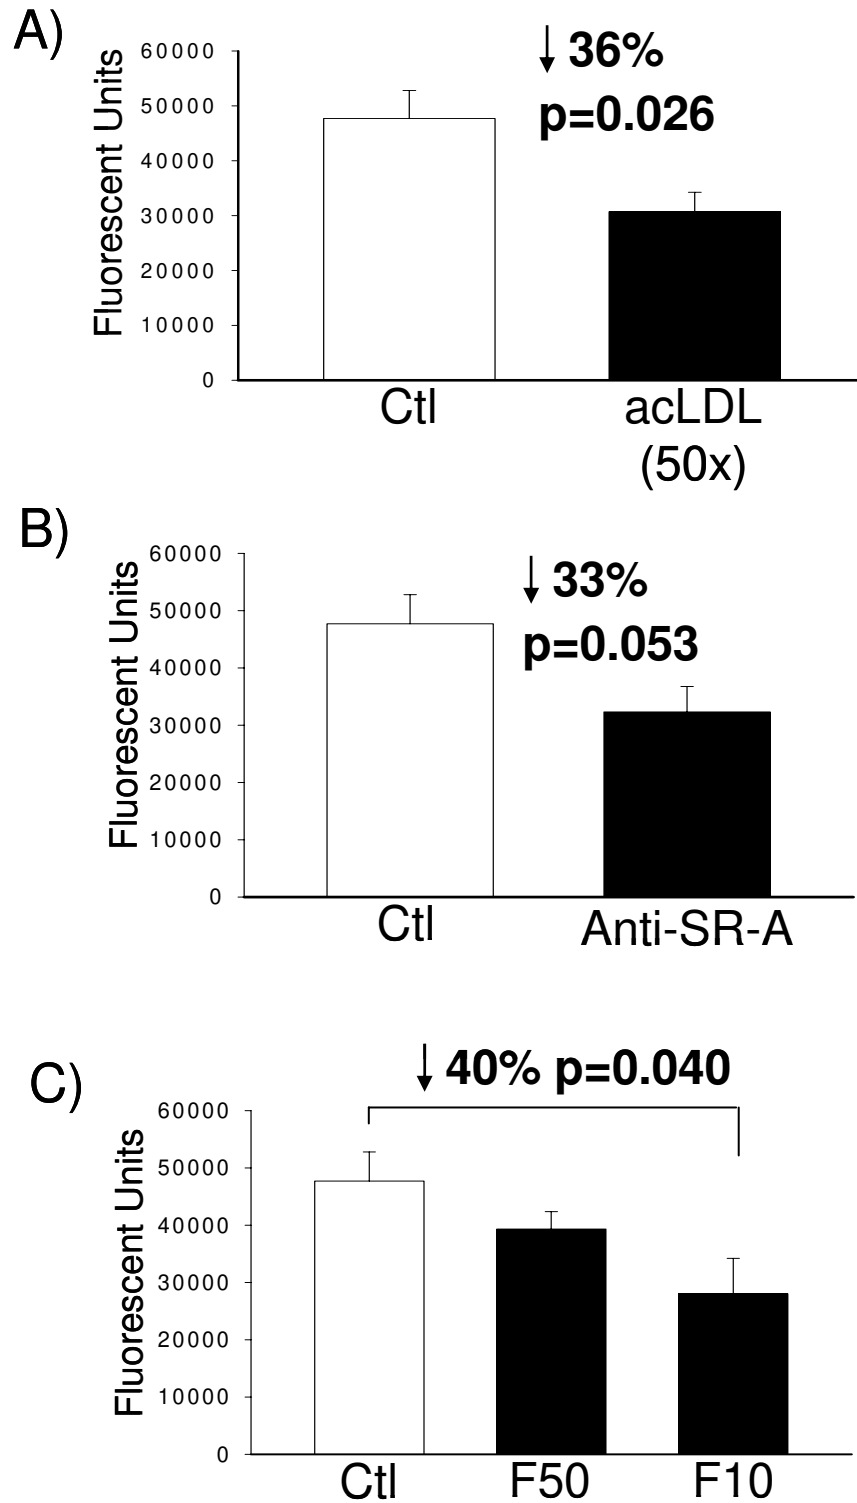 A)
↓ 36%
p=0.026
Fluorescent Units
60000
50000
40000
30000
20000
10000
0
Ctl
acLDL
(50x)
B)
↓ 33%
p=0.053
Fluorescent Units
60000
50000
40000
30000
20000
10000
0
Ctl
Anti-SR-A
C)
↓ 40% p=0.040
Fluorescent Units
60000
50000
40000
30000
20000
10000
0
Ctl
F50
F10